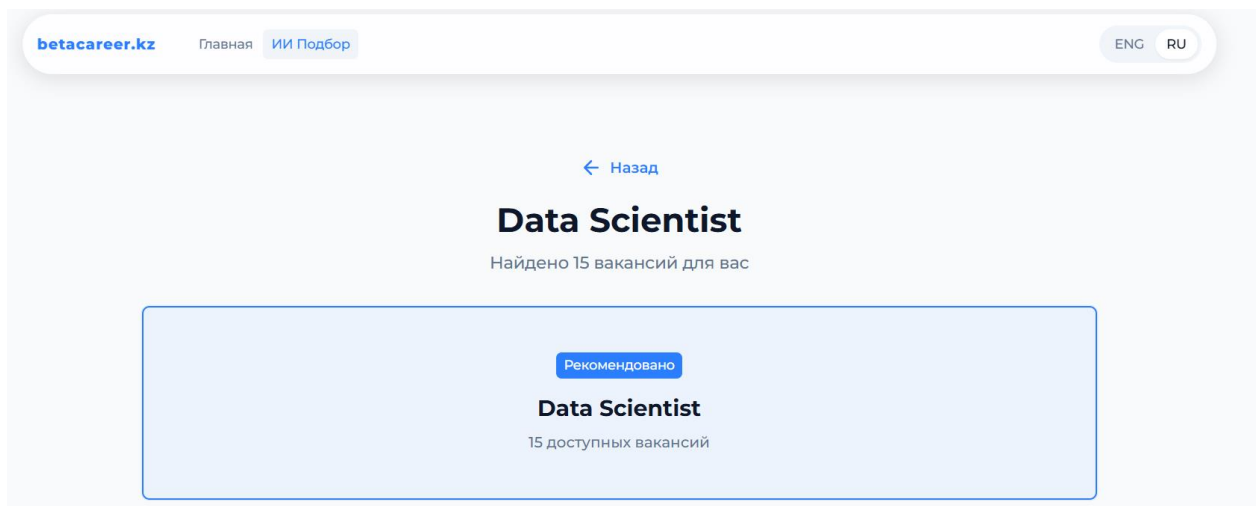 betacareer.kz Главная ИИ Подбор ENG RU
← Назад
Data Scientist
Найдено 15 вакансий для вас
Рекомендовано
Data Scientist
15 доступных вакансий